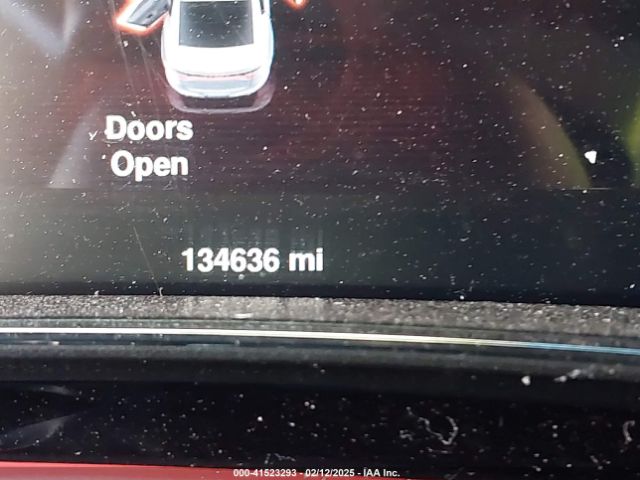 Doors
Open
134636 mi
000-41523293 - 02/12/2025 - IAA Inc.